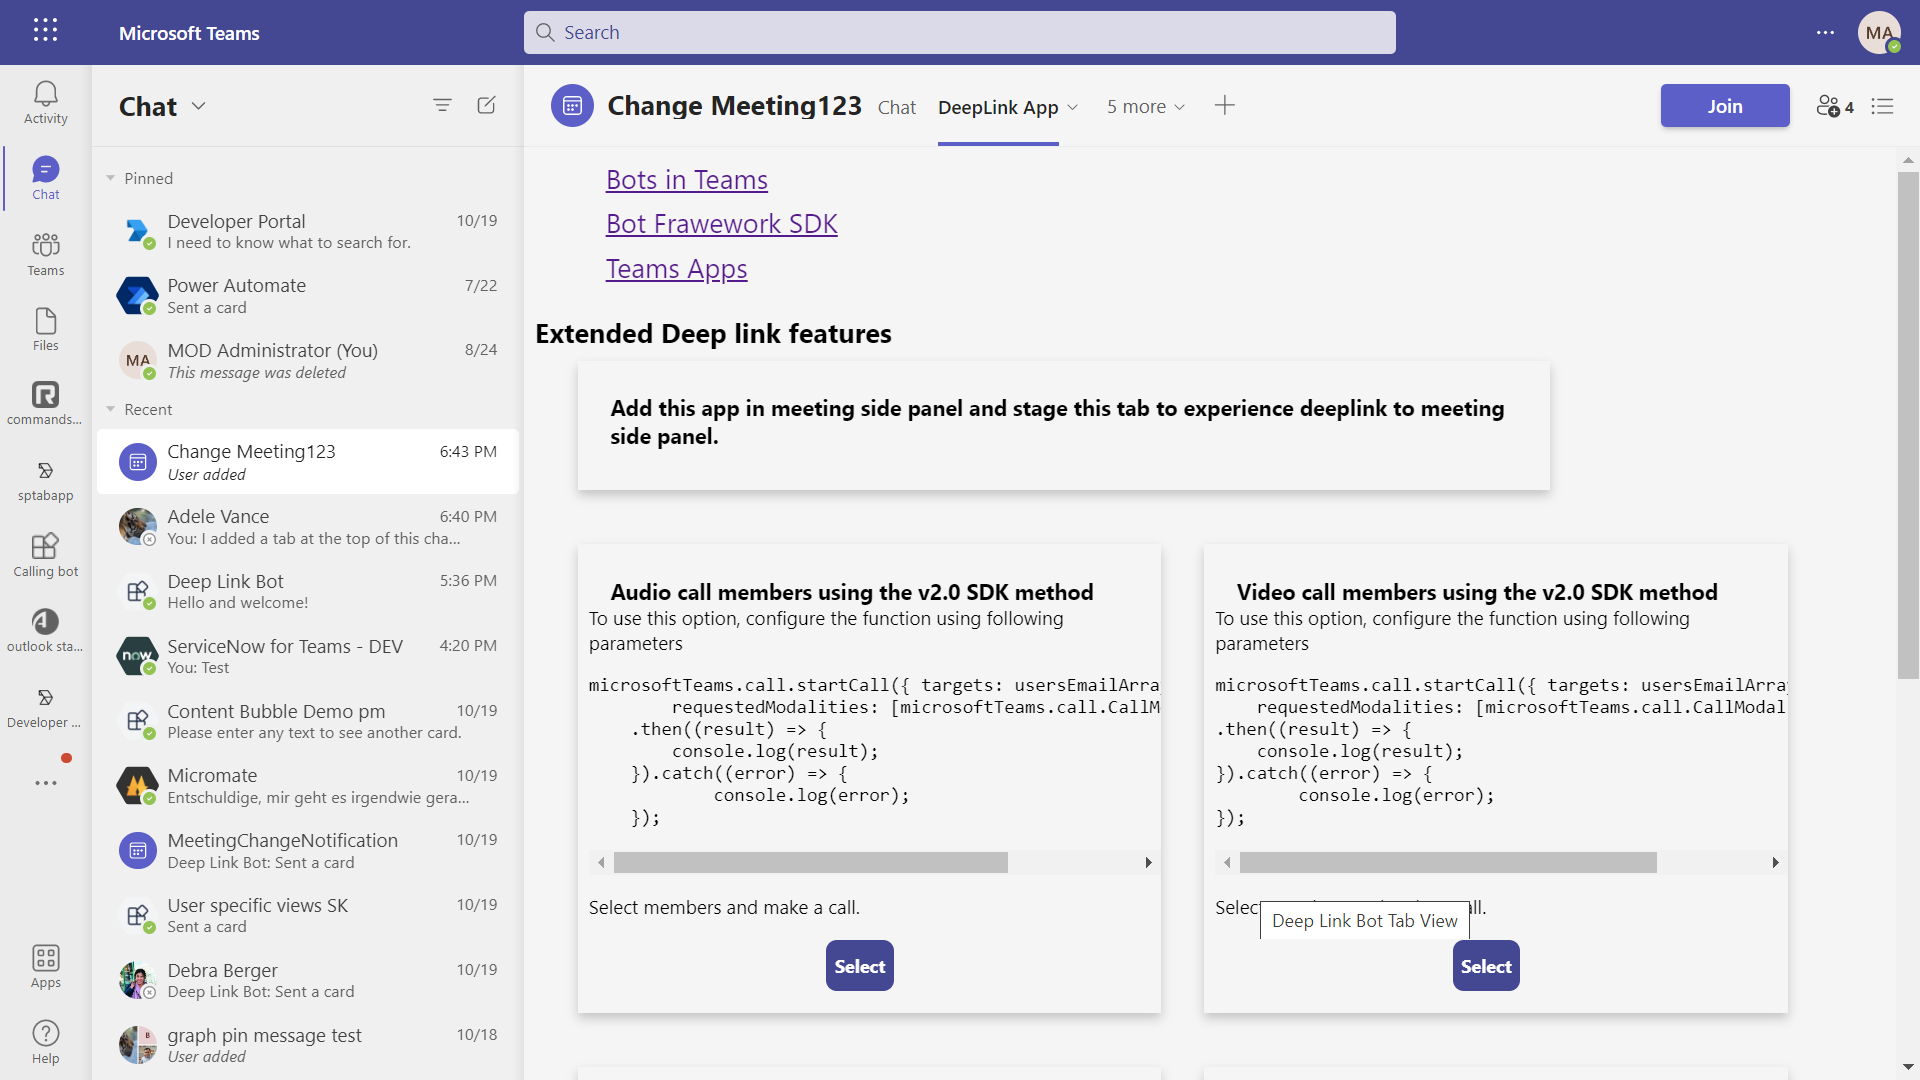 Microsoft Teams
Search
MA
Activity
Chat
Teams
Files
commands...
sptabapp
Calling bot
outlook sta...
Developer ...
Apps
Help
Chat
Pinned
Developer Portal 10/19
I need to know what to search for.
Power Automate 7/22
Sent a card
MA
MOD Administrator (You) 8/24
This message was deleted
Recent
Change Meeting123 6:43 PM
User added
Adele Vance 6:40 PM
You: I added a tab at the top of this cha...
Deep Link Bot 5:36 PM
Hello and welcome!
now
ServiceNow for Teams - DEV 4:20 PM
You: Test
Content Bubble Demo pm 10/19
Please enter any text to see another card.
Micromate 10/19
Entschuldige, mir geht es irgendwie gera...
MeetingChangeNotification 10/19
Deep Link Bot: Sent a card
User specific views SK 10/19
Sent a card
Debra Berger 10/19
Deep Link Bot: Sent a card
B
graph pin message test 10/18
User added
Change Meeting123 Chat DeepLink App 5 more Join 4
Bots in Teams
Bot Frawework SDK
Teams Apps
Extended Deep link features
Add this app in meeting side panel and stage this tab to experience deeplink to meeting
side panel.
Audio call members using the v2.0 SDK method
To use this option, configure the function using following
parameters
microsoftTeams.call.startCall({ targets: usersEmailArra
requestedModalities: [microsoftTeams.call.CallM
.then((result) => {
console.log(result);
}).catch((error) => {
console.log(error);
});
Select members and make a call.
Select
Video call members using the v2.0 SDK method
To use this option, configure the function using following
parameters
microsoftTeams.call.startCall({ targets: usersEmailArra
requestedModalities: [microsoftTeams.call.CallModal
.then((result) => {
console.log(result);
}).catch((error) => {
console.log(error);
});
Deep Link Bot Tab View
Select